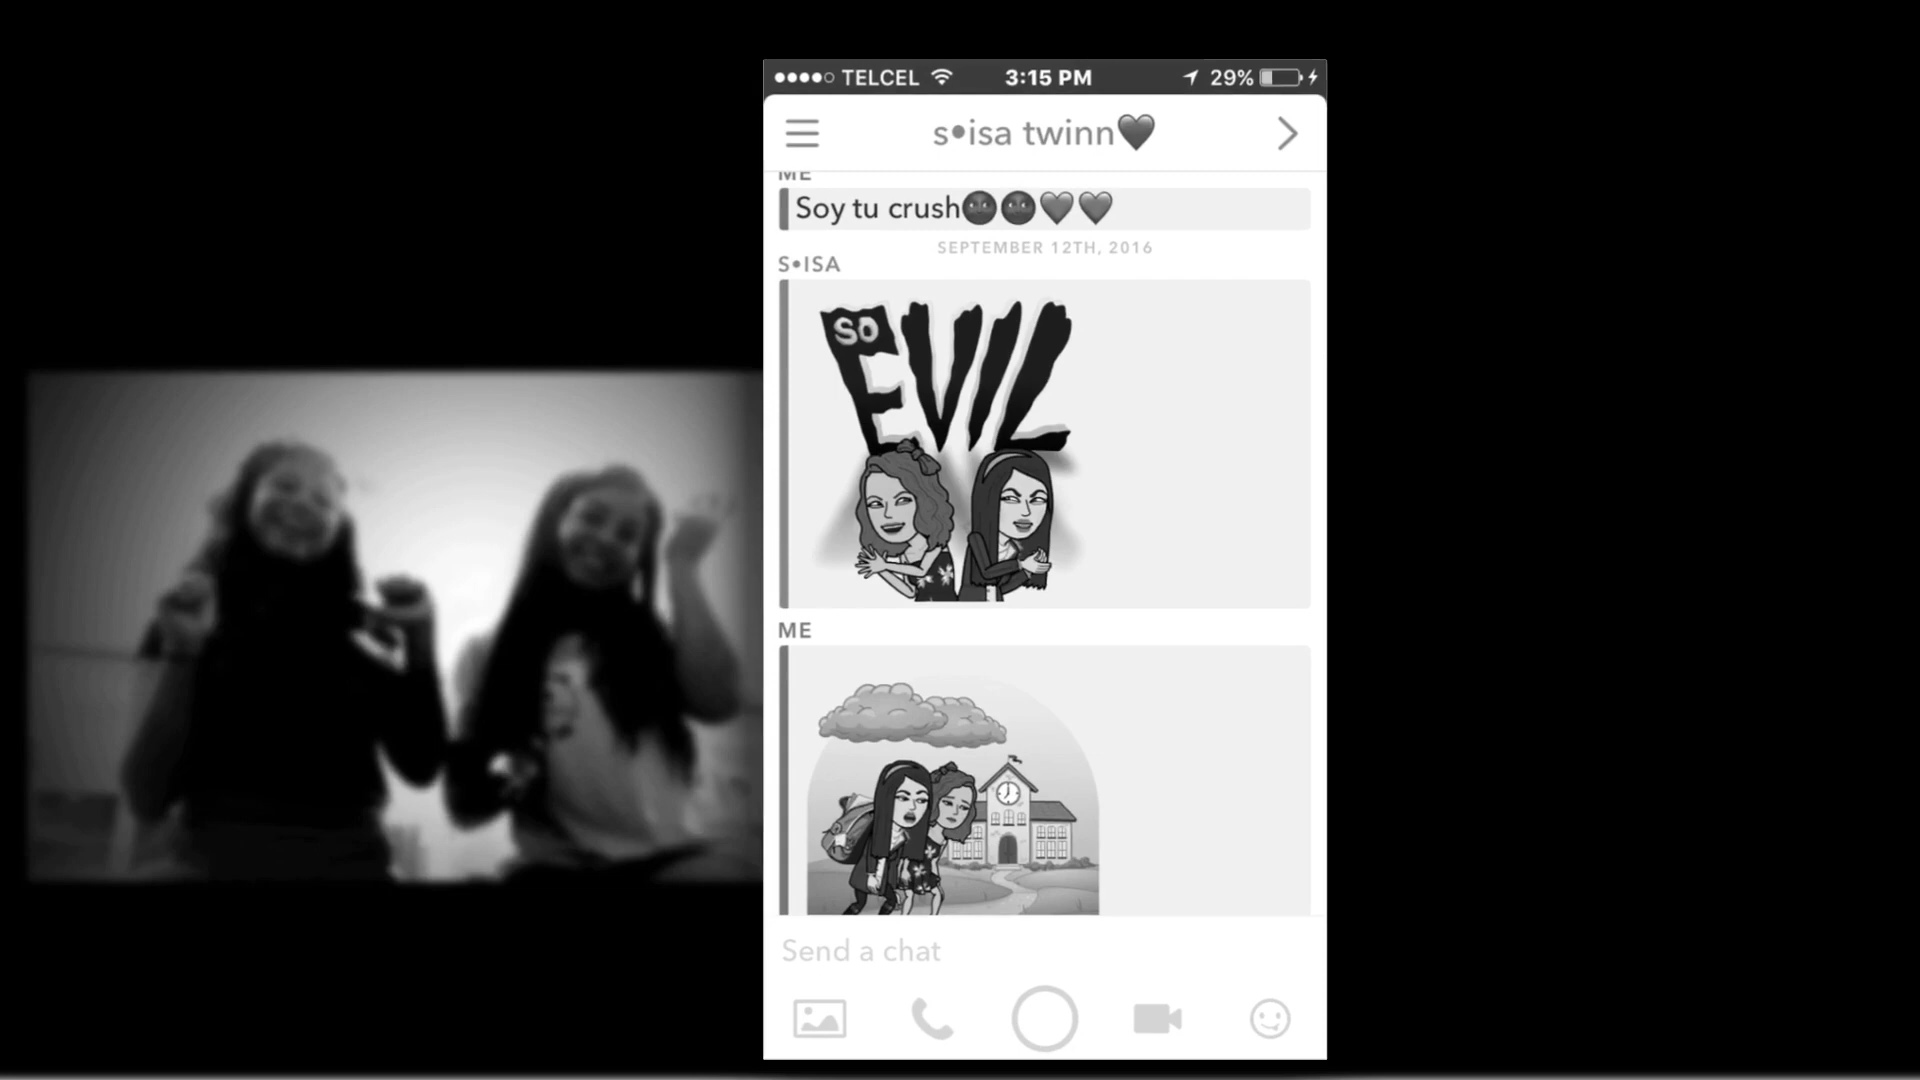 TELCEL 3:15 PM 29%
s•isa twinn🖤
ME
Soy tu crush🌚🌚🖤🖤
SEPTEMBER 12TH, 2016
S•ISA
SO
EVIL
ME
Send a chat